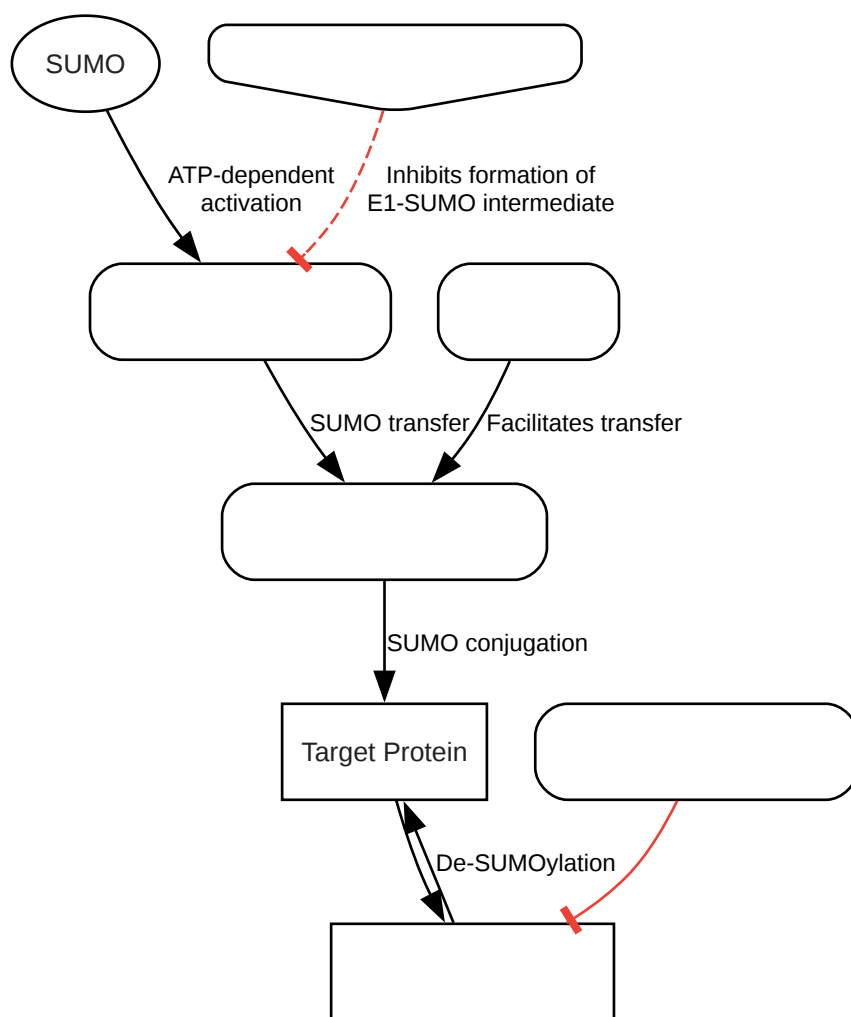 SUMO
ATP-dependent
activation
Inhibits formation of
E1-SUMO intermediate
SUMO transfer
Facilitates transfer
SUMO conjugation
Target Protein
De-SUMOylation